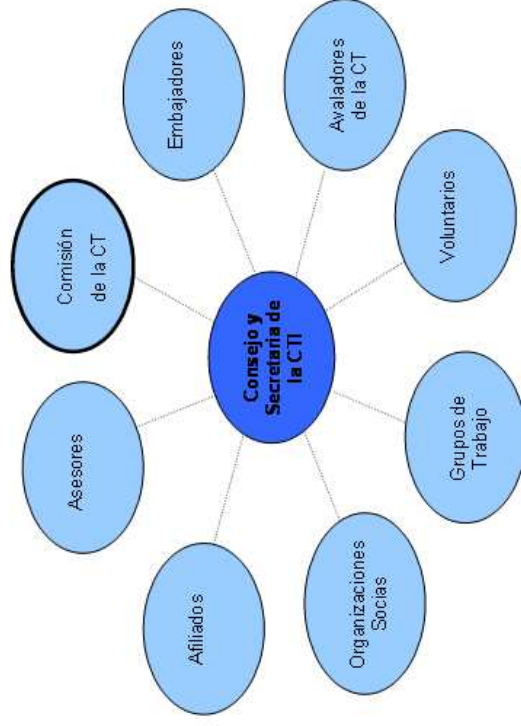 Comisión
de la CT
Embajadores
Avaladores
de la CT
Voluntarios
Grupos de
Trabajo
Organizaciones
Socias
Afiliados
Asesores
Consejo y
Secretaria de
la CTI